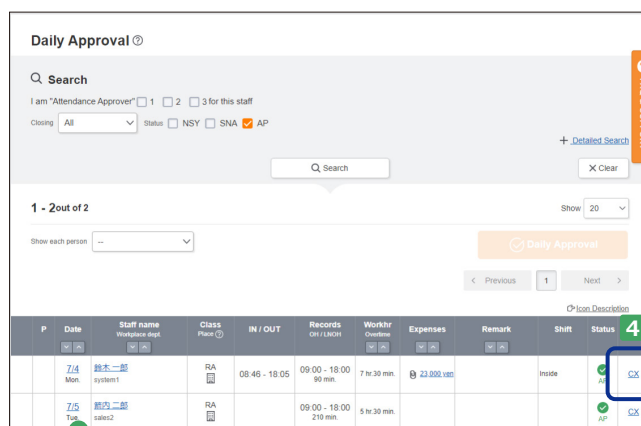 Daily Approval ?
Search
I am "Attendance Approver" 1 2 3 for this staff
Closing All Status NSY SNA AP
+ Detailed Search
Search
× Clear
1 - 2 out of 2
Show 20
Show each person --
Daily Approval
< Previous 1 Next >
Icon Description
P Date Staff name Class IN / OUT Records Workhr Expenses Remark Shift Status 4
Workplace dept. Place ? OH / LNOH Overtime
7/4 鈴木 一郎 RA 08:46 - 18:05 09:00 - 18:00 7 hr.30 min. 23,000 yen Inside CX
Mon. system1 90 min. AP
7/5 二郎 RA 09:00 - 18:00 5 hr.30 min. CX
Tue. sales2 210 min. AP